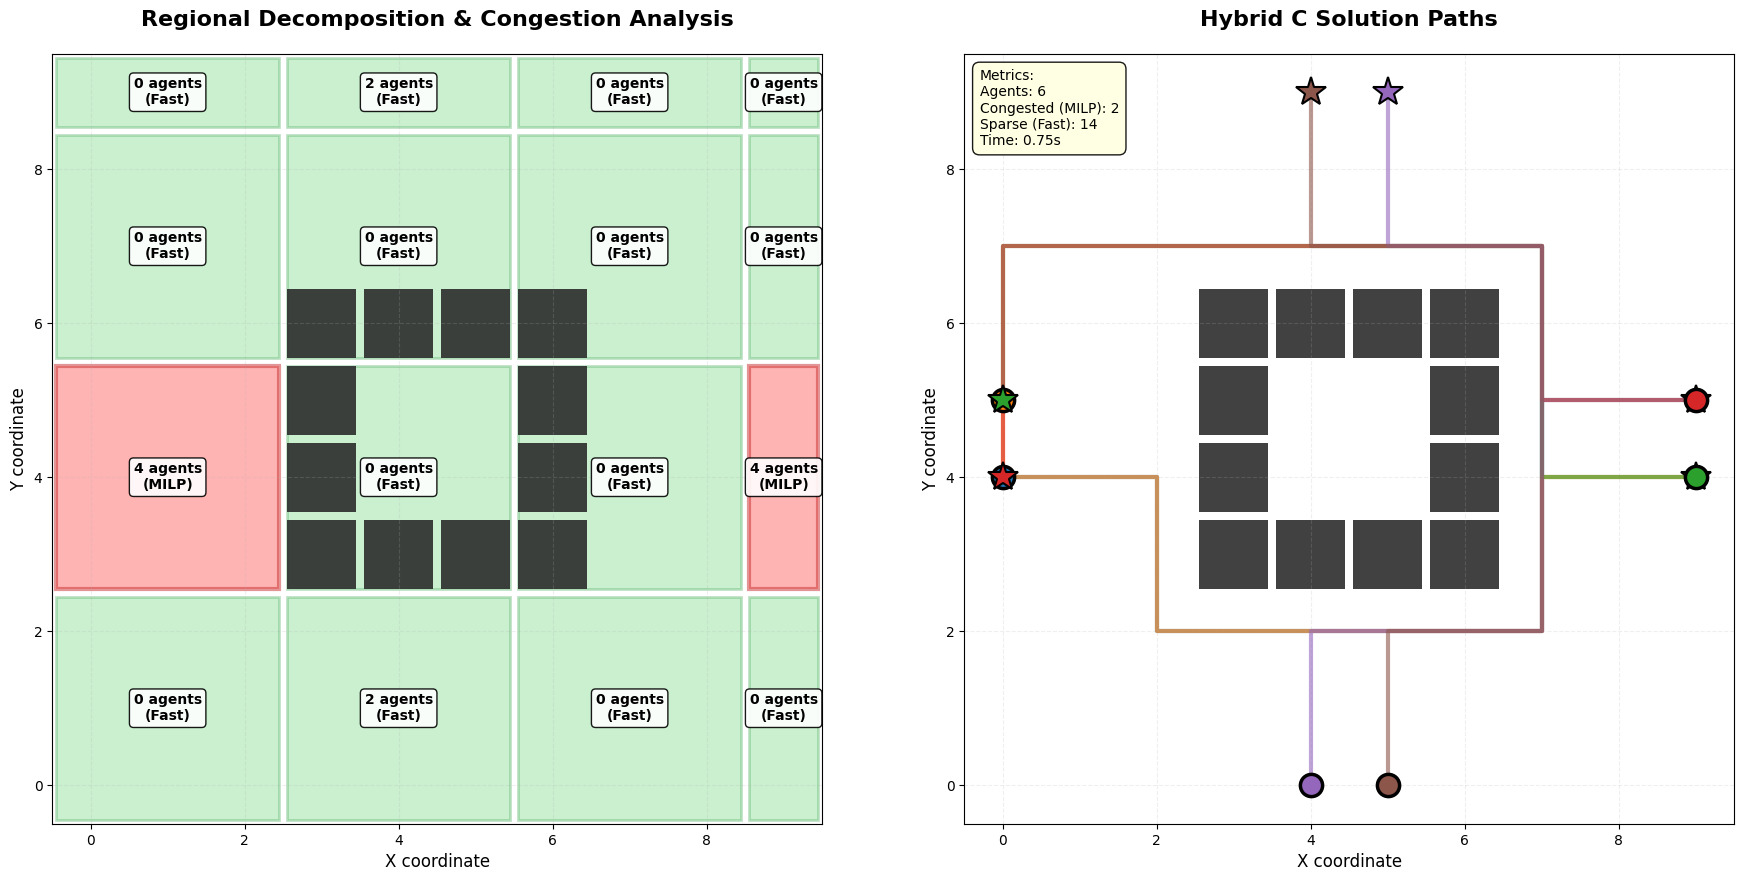 Regional Decomposition & Congestion Analysis
0 agents
(Fast)
2 agents
(Fast)
0 agents
(Fast)
0 agents
(Fast)
0 agents
(Fast)
0 agents
(Fast)
0 agents
(Fast)
0 agents
(Fast)
4 agents
(MILP)
0 agents
(Fast)
0 agents
(Fast)
4 agents
(MILP)
0 agents
(Fast)
2 agents
(Fast)
0 agents
(Fast)
0 agents
(Fast)
8
6
4
2
0
Y coordinate
0 2 4 6 8
X coordinate
Hybrid C Solution Paths
Metrics:
Agents: 6
Congested (MILP): 2
Sparse (Fast): 14
Time: 0.75s
8
6
4
2
0
Y coordinate
0 2 4 6 8
X coordinate